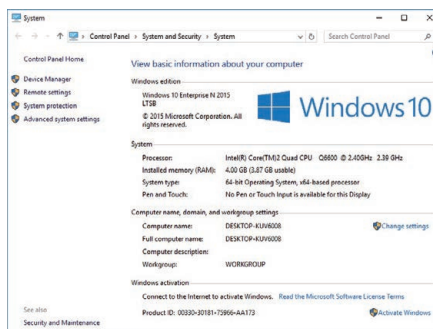 System
Control Panel
System and Security
System
Search Control Panel
Control Panel Home
Device Manager
Remote settings
System protection
Advanced system settings
See also
Security and Maintenance
View basic information about your computer
Windows edition
Windows 10 Enterprise N 2015
LTSB
© 2015 Microsoft Corporation. All
rights reserved.
Windows 10
System
Processor: Intel(R) Core(TM)2 Quad CPU Q6600 @ 2.40GHz 2.39 GHz
Installed memory (RAM): 4.00 GB (3.87 GB usable)
System type: 64-bit Operating System, x64-based processor
Pen and Touch: No Pen or Touch Input is available for this Display
Computer name, domain, and workgroup settings
Computer name: DESKTOP-KUV6008
Change settings
Full computer name: DESKTOP-KUV6008
Computer description:
Workgroup: WORKGROUP
Windows activation
Connect to the Internet to activate Windows. Read the Microsoft Software License Terms
Product ID: 00330-30181-75966-AA173
Activate Windows